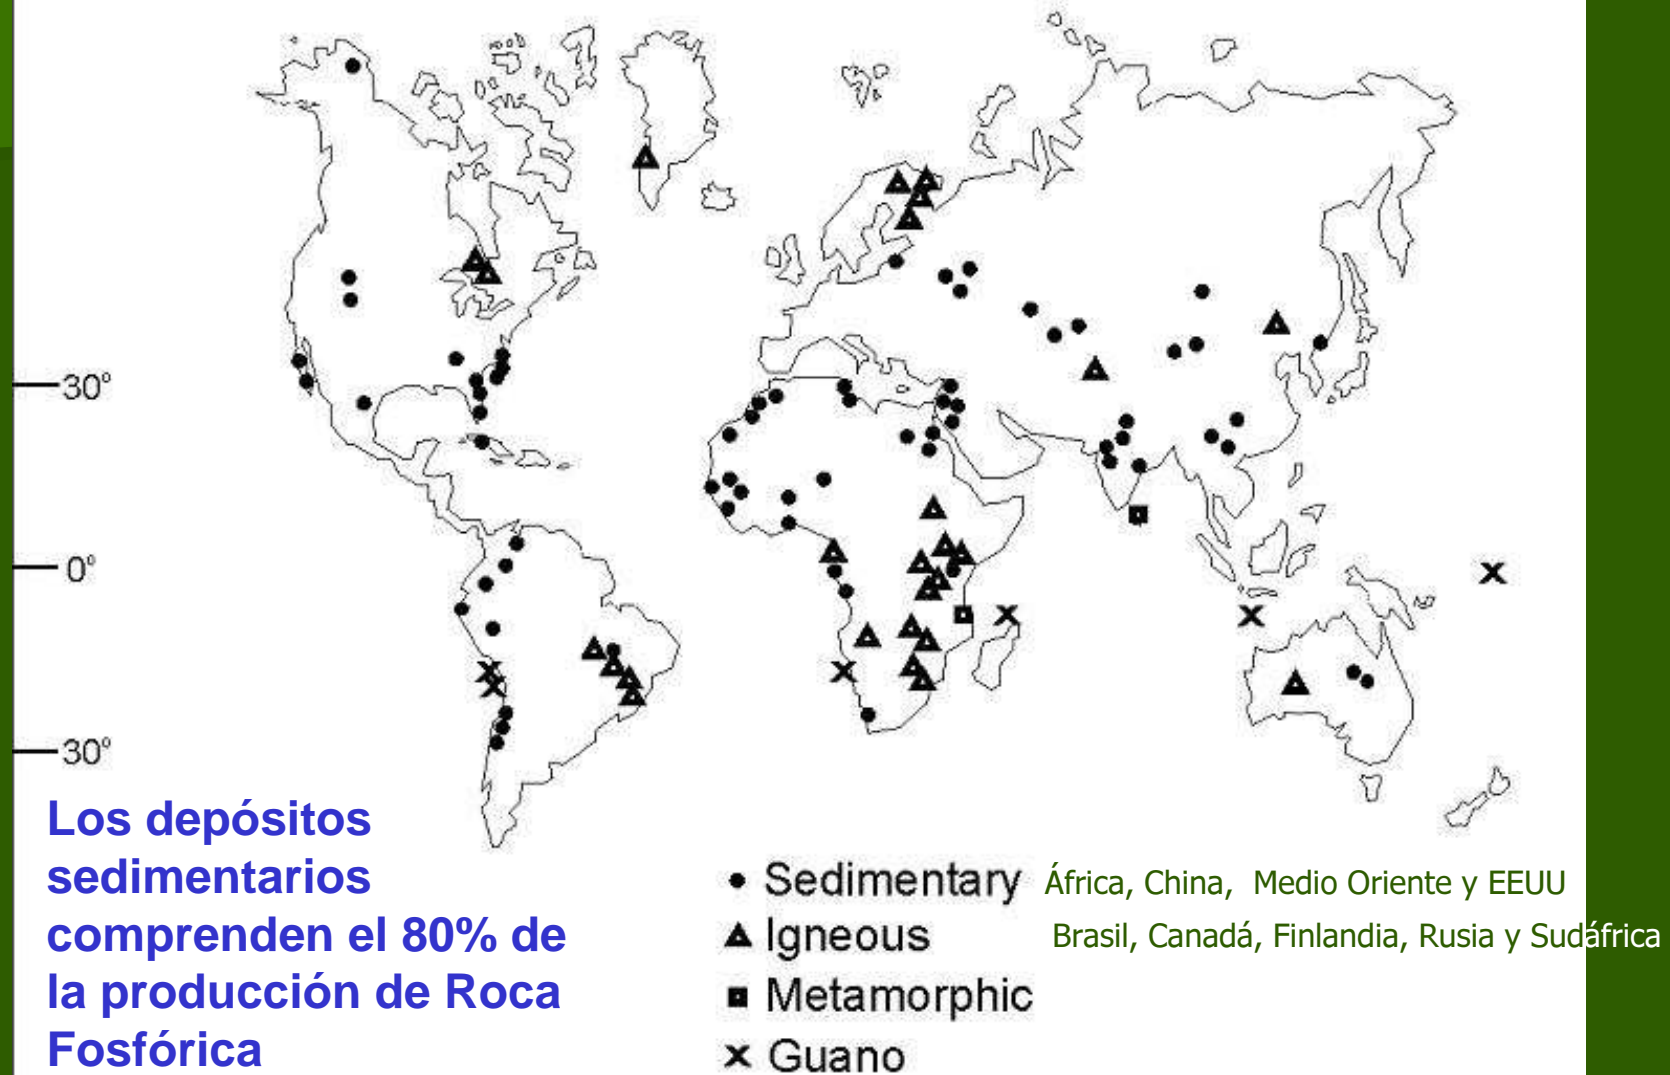 30°
0°
30°
Los depósitos
sedimentarios
comprenden el 80% de
la producción de Roca
Fosfórica
Sedimentary África, China, Medio Oriente y EEUU
Igneous Brasil, Canadá, Finlandia, Rusia y Sudáfrica
Metamorphic
Guano